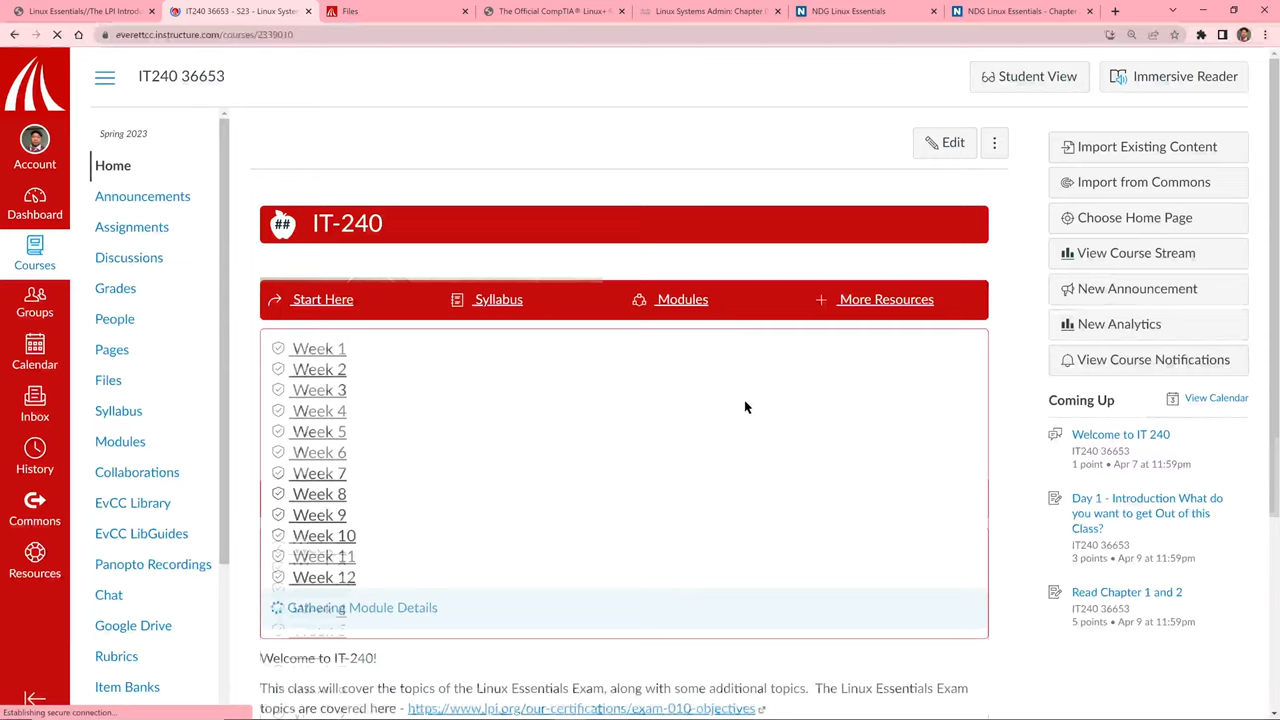 Linux Essentials//The LPI Introdu
IT240 36653 - S23 - Linux System
Files
The Official CompTIA® Linux+
Linux Systems Admin: Chapter
NDG Linux Essentials
NDG Linux Essentials - Chapter
everettcc.instructure.com/courses/2339010
IT240 36653
Student View
Immersive Reader
Account
Dashboard
Courses
Groups
Calendar
Inbox
History
Commons
Resources
Spring 2023
Home
Announcements
Assignments
Discussions
Grades
People
Pages
Files
Syllabus
Modules
Collaborations
EvCC Library
EvCC LibGuides
Panopto Recordings
Chat
Google Drive
Rubrics
Item Banks
Edit
##
IT-240
Start Here
Syllabus
Modules
More Resources
Week 1
Week 2
Week 3
Week 4
Week 5
Week 6
Week 7
Week 8
Week 9
Week 10
Week 11
Week 12
Gathering Module Details
Welcome to IT-240!
This class will cover the topics of the Linux Essentials Exam, along with some additional topics. The Linux Essentials Exam
topics are covered here - https://www.lpi.org/our-certifications/exam-010-objectives
Import Existing Content
Import from Commons
Choose Home Page
View Course Stream
New Announcement
New Analytics
View Course Notifications
Coming Up
View Calendar
Welcome to IT 240
IT240 36653
1 point • Apr 7 at 11:59pm
Day 1 - Introduction What do
you want to get Out of this
Class?
IT240 36653
3 points • Apr 9 at 11:59pm
Read Chapter 1 and 2
IT240 36653
5 points • Apr 9 at 11:59pm
Establishing secure connection...